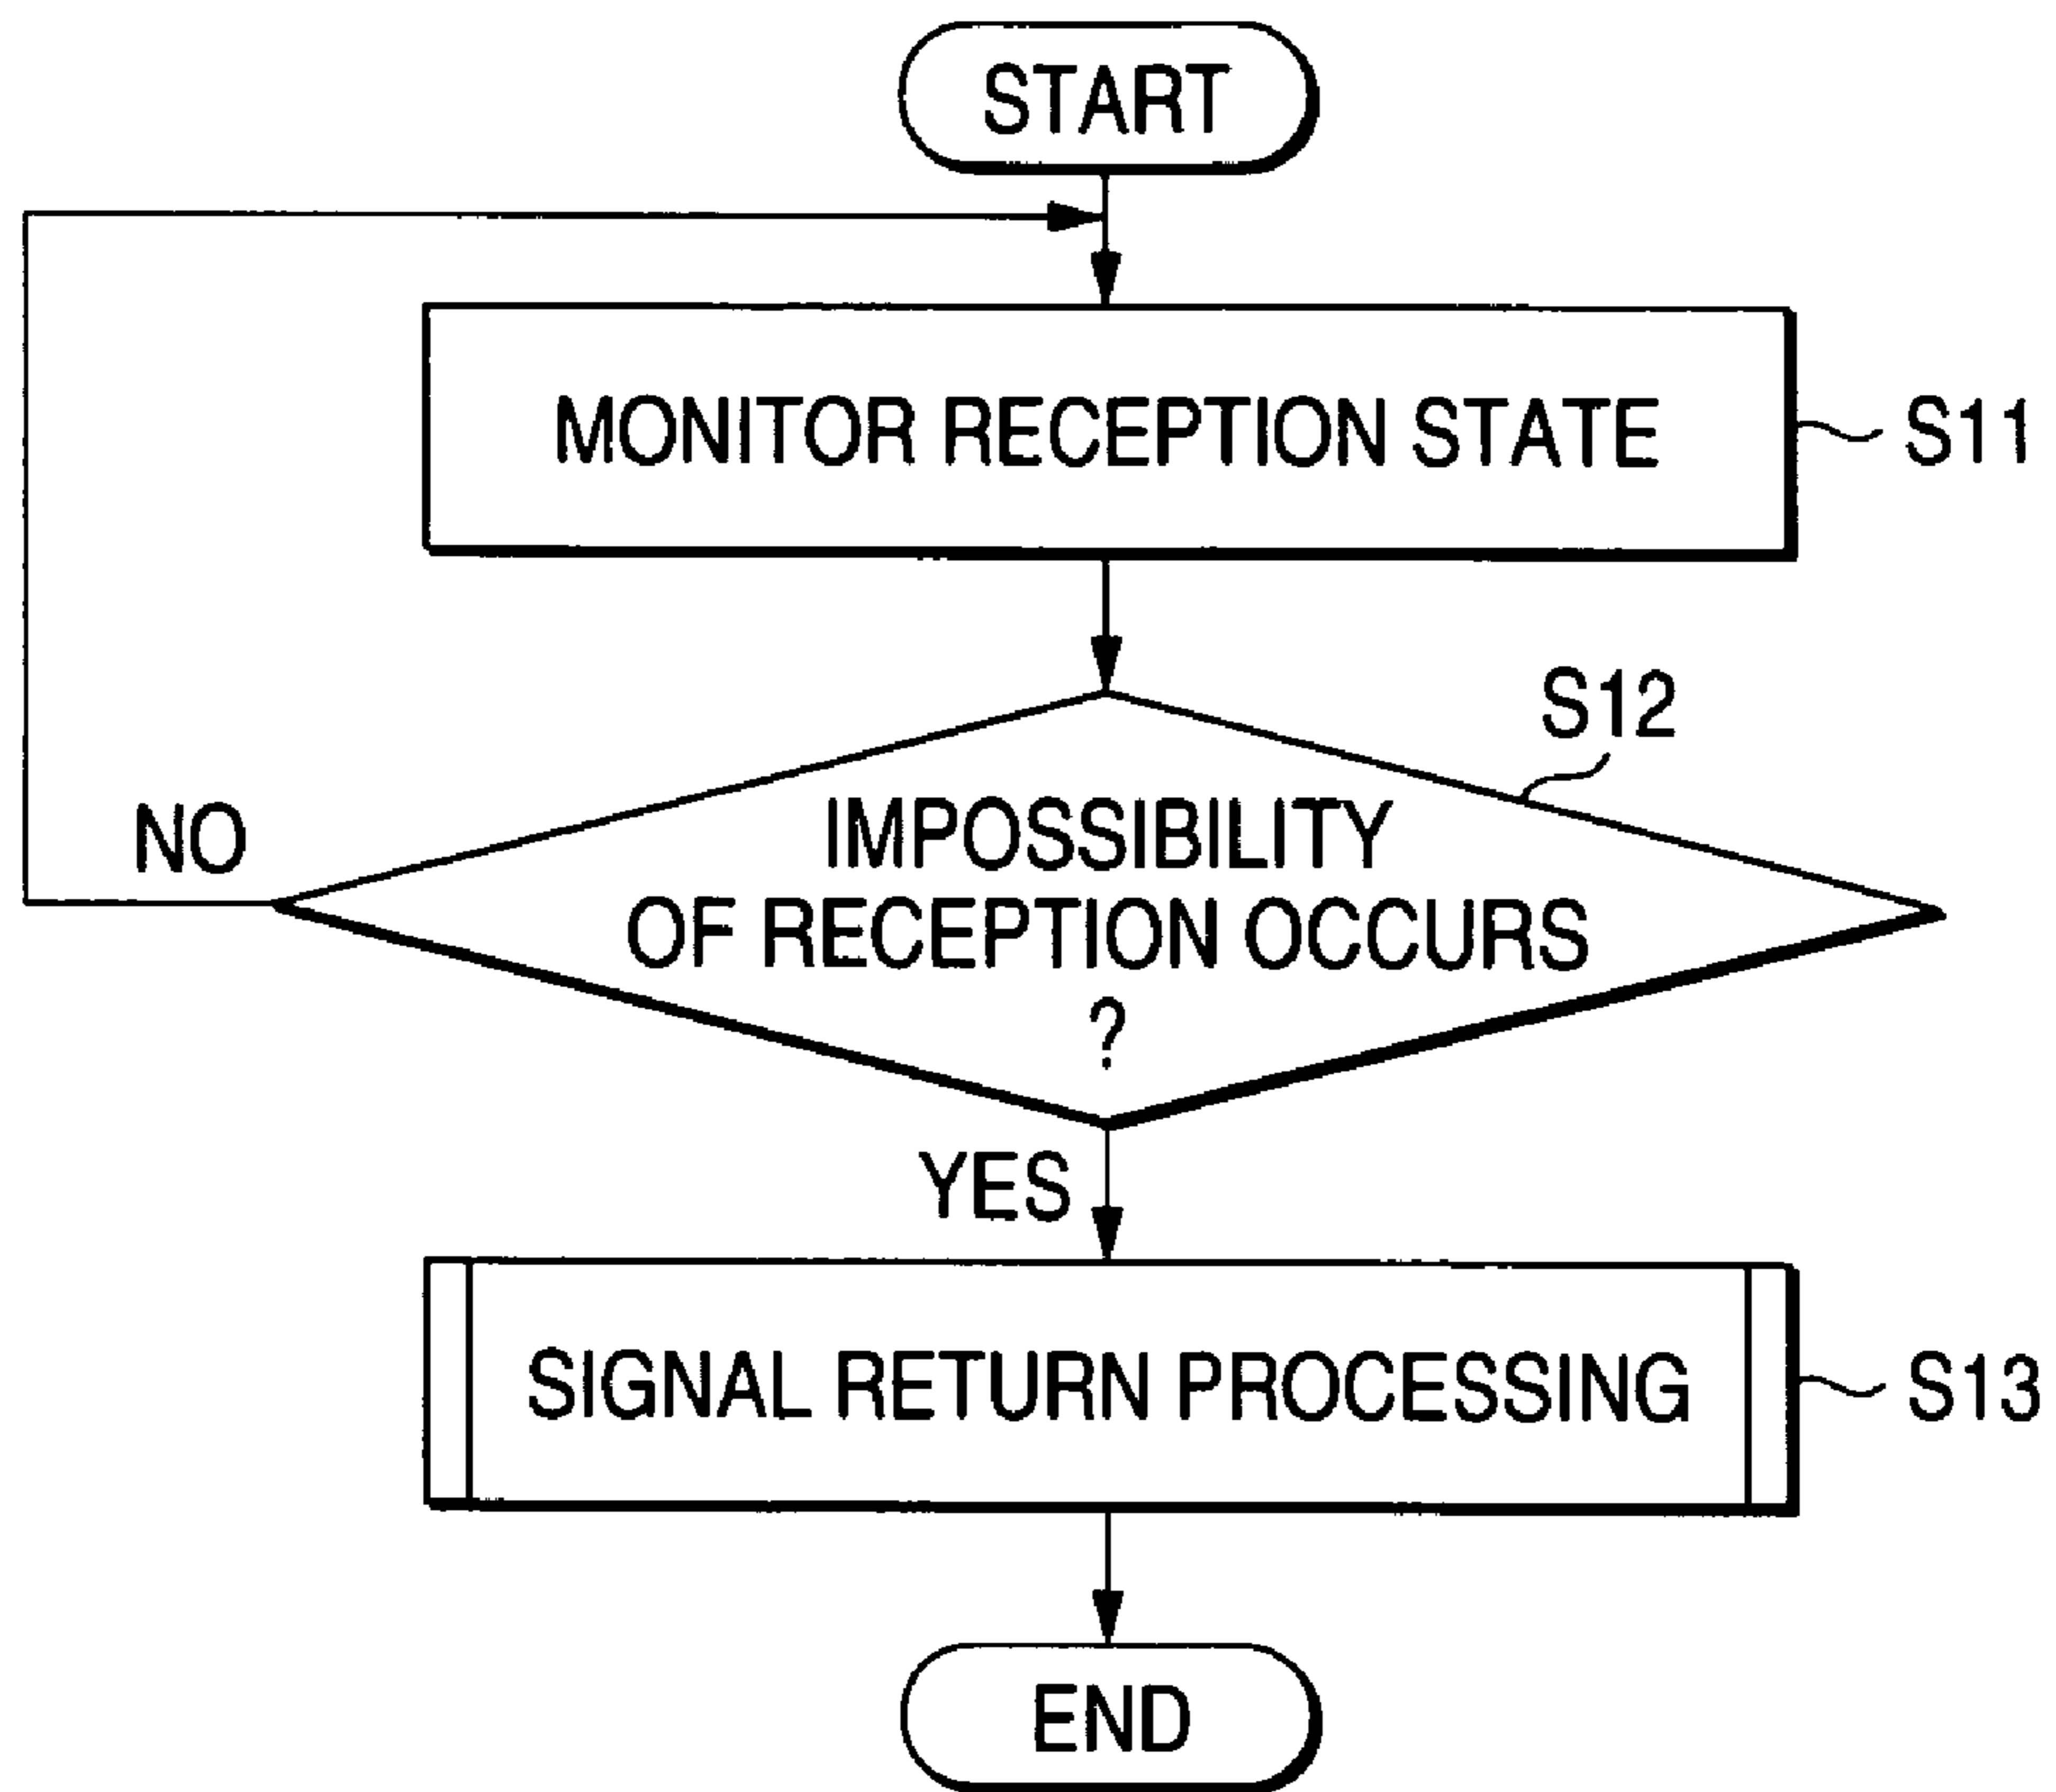 START
MONITOR RECEPTION STATE
S11
S12
IMPOSSIBILITY
OF RECEPTION OCCURS
?
NO
YES
SIGNAL RETURN PROCESSING
S13
END